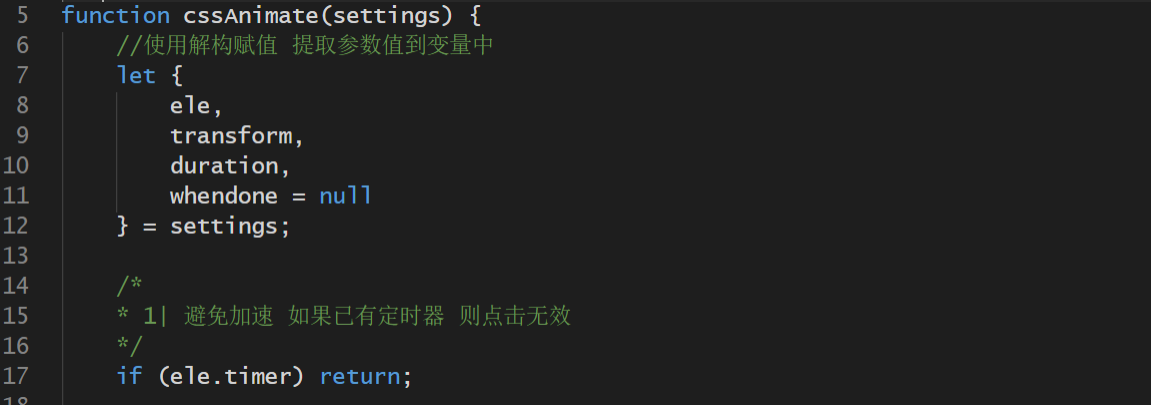 5 function cssAnimate(settings) {
6 //使用解构赋值 提取参数值到变量中
7 let {
8 ele,
9 transform,
10 duration,
11 whendone = null
12 } = settings;
13
14 /*
15 * 1| 避免加速 如果已有定时器 则点击无效
16 */
17 if (ele.timer) return;
18